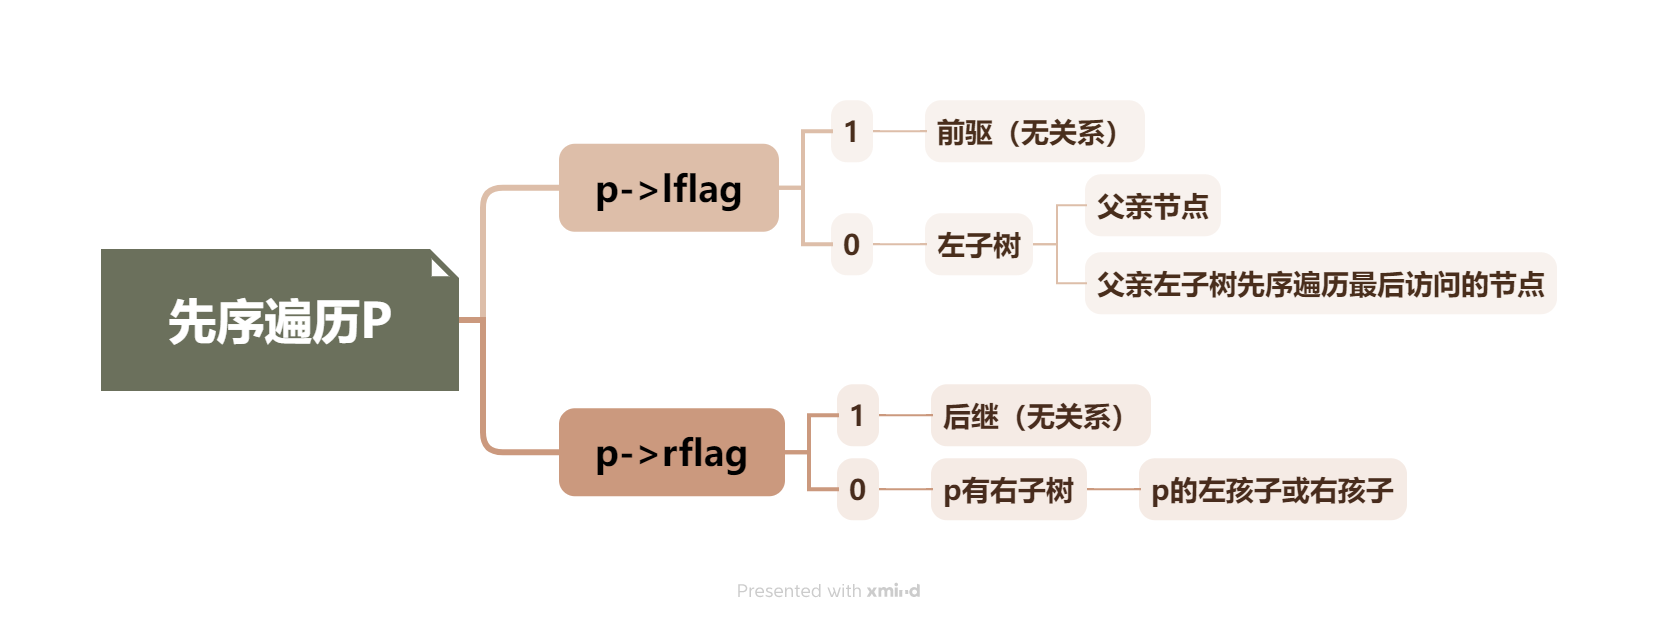 先序遍历P
p->lflag
1
前驱（无关系）
0
左子树
父亲节点
父亲左子树先序遍历最后访问的节点
p->rflag
1
后继（无关系）
0
p有右子树
p的左孩子或右孩子
Presented with xmind